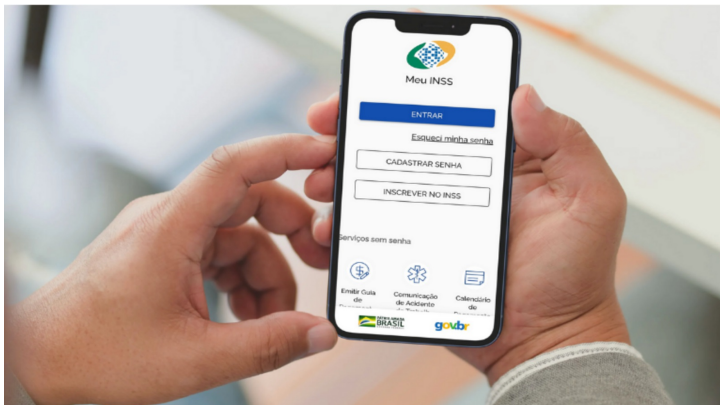 Meu INSS
ENTRAR
Esqueci minha senha
CADASTRAR SENHA
INSCREVER NO INSS
Serviços sem senha
Emitir Guia
de
Comunicação
de Acidente
Calendário
de
BRASIL
gov.br